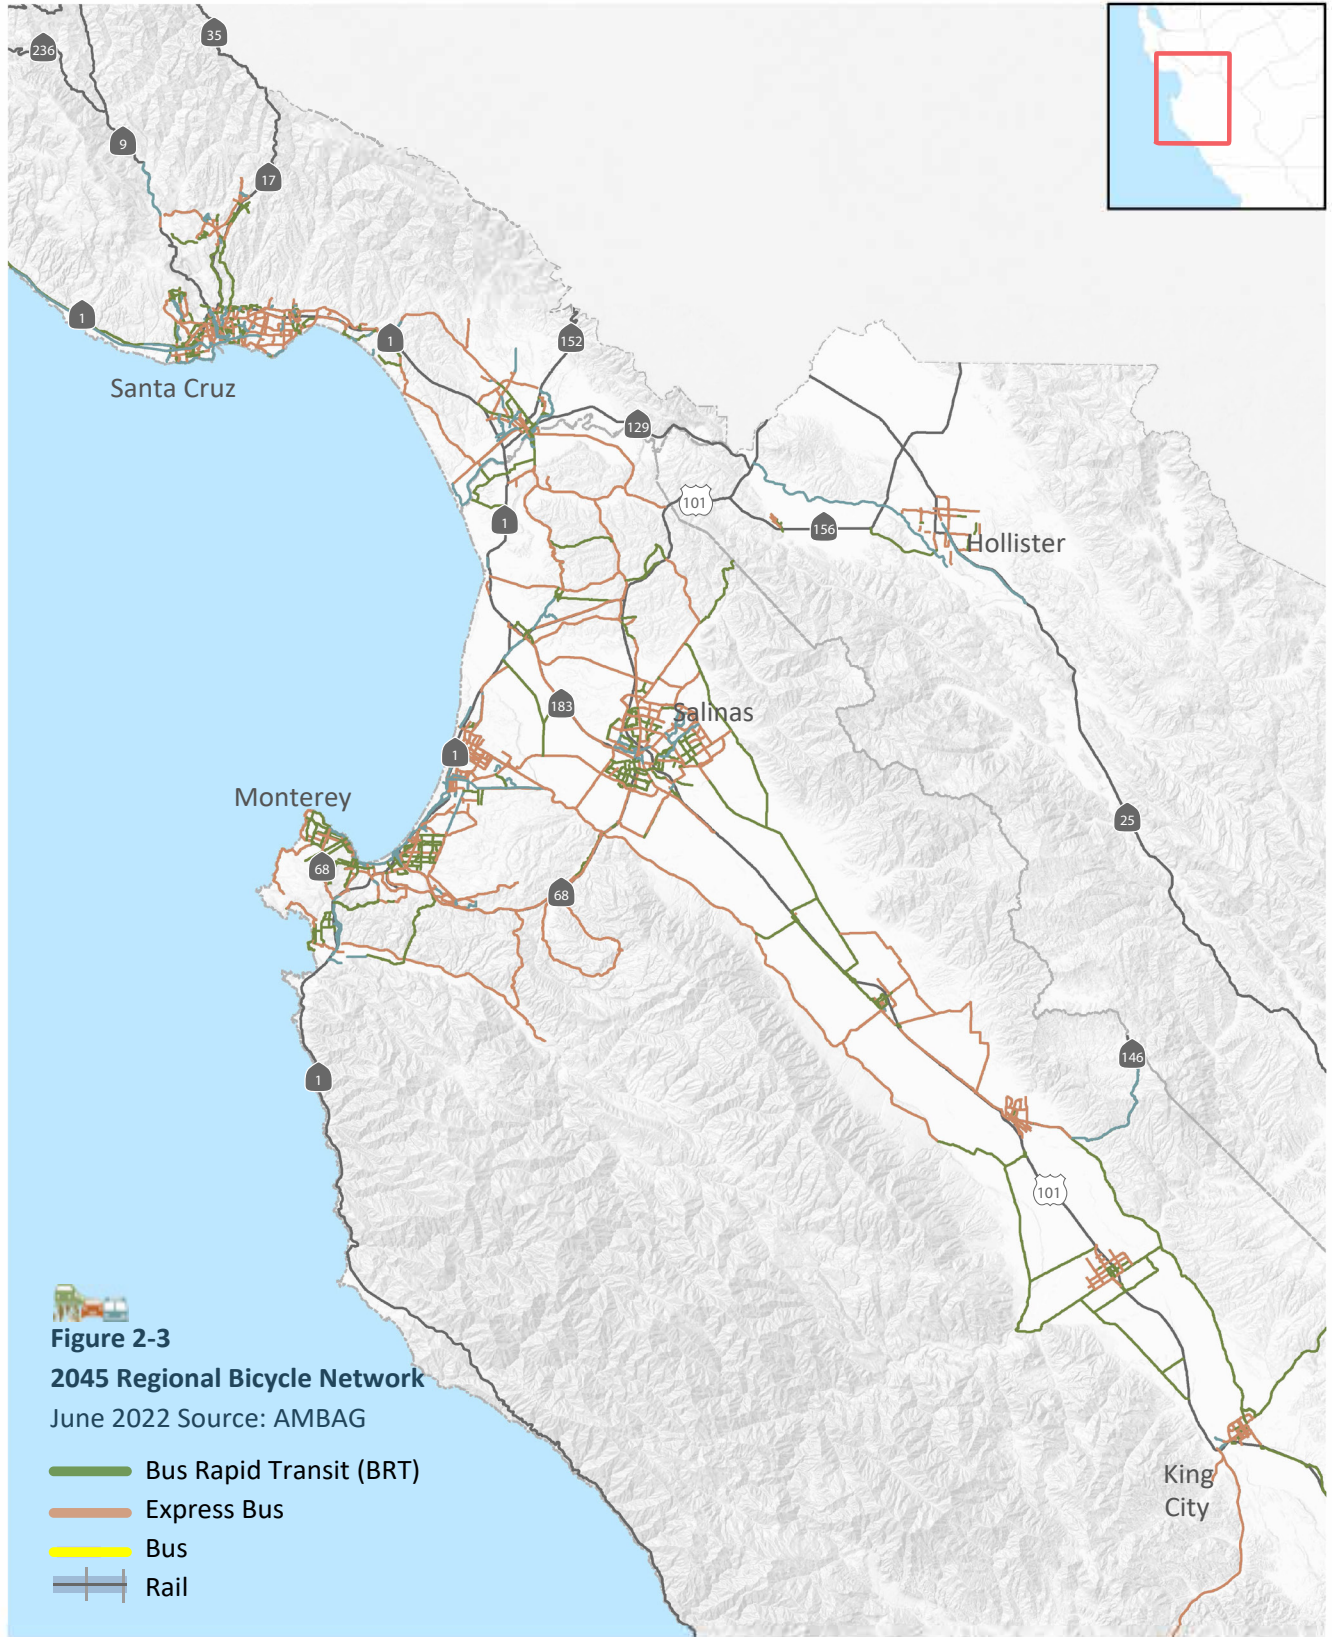 35
236
9
17
1
1
152
Santa Cruz
129
101
1
156
Hollister
183
Salinas
1
Monterey
25
68
68
146
1
101
Figure 2-3
2045 Regional Bicycle Network
June 2022 Source: AMBAG
Bus Rapid Transit (BRT)
Express Bus
Bus
Rail
King
City